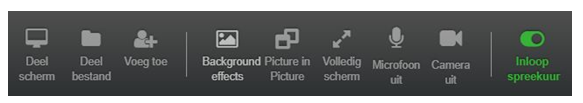 Deel
scherm
Deel
bestand
Voeg toe
Background
effects
Picture in
Picture
Volledig
scherm
Microfoon
uit
Camera
uit
Inloop
spreekuur